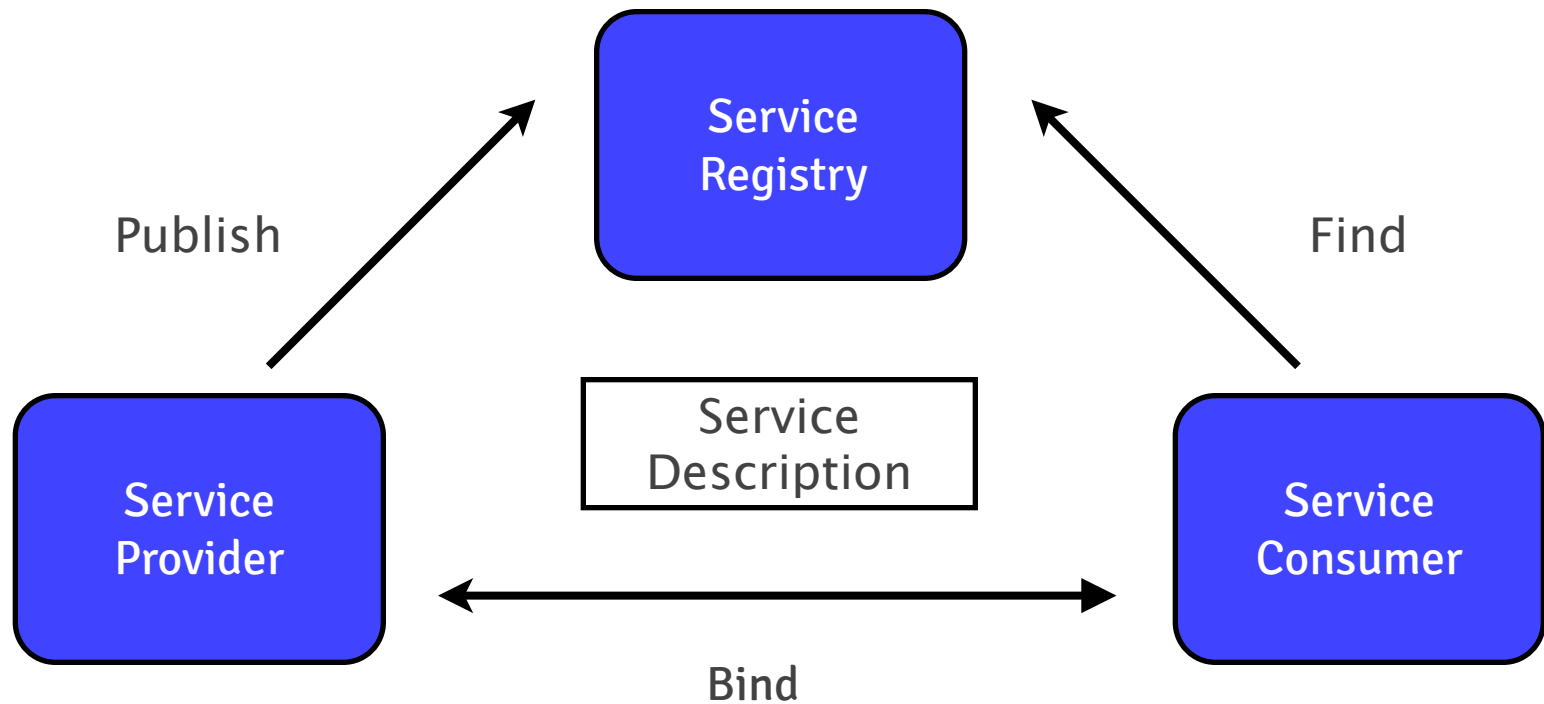 Service
Registry
Publish
Find
Service
Description
Service
Provider
Service
Consumer
Bind